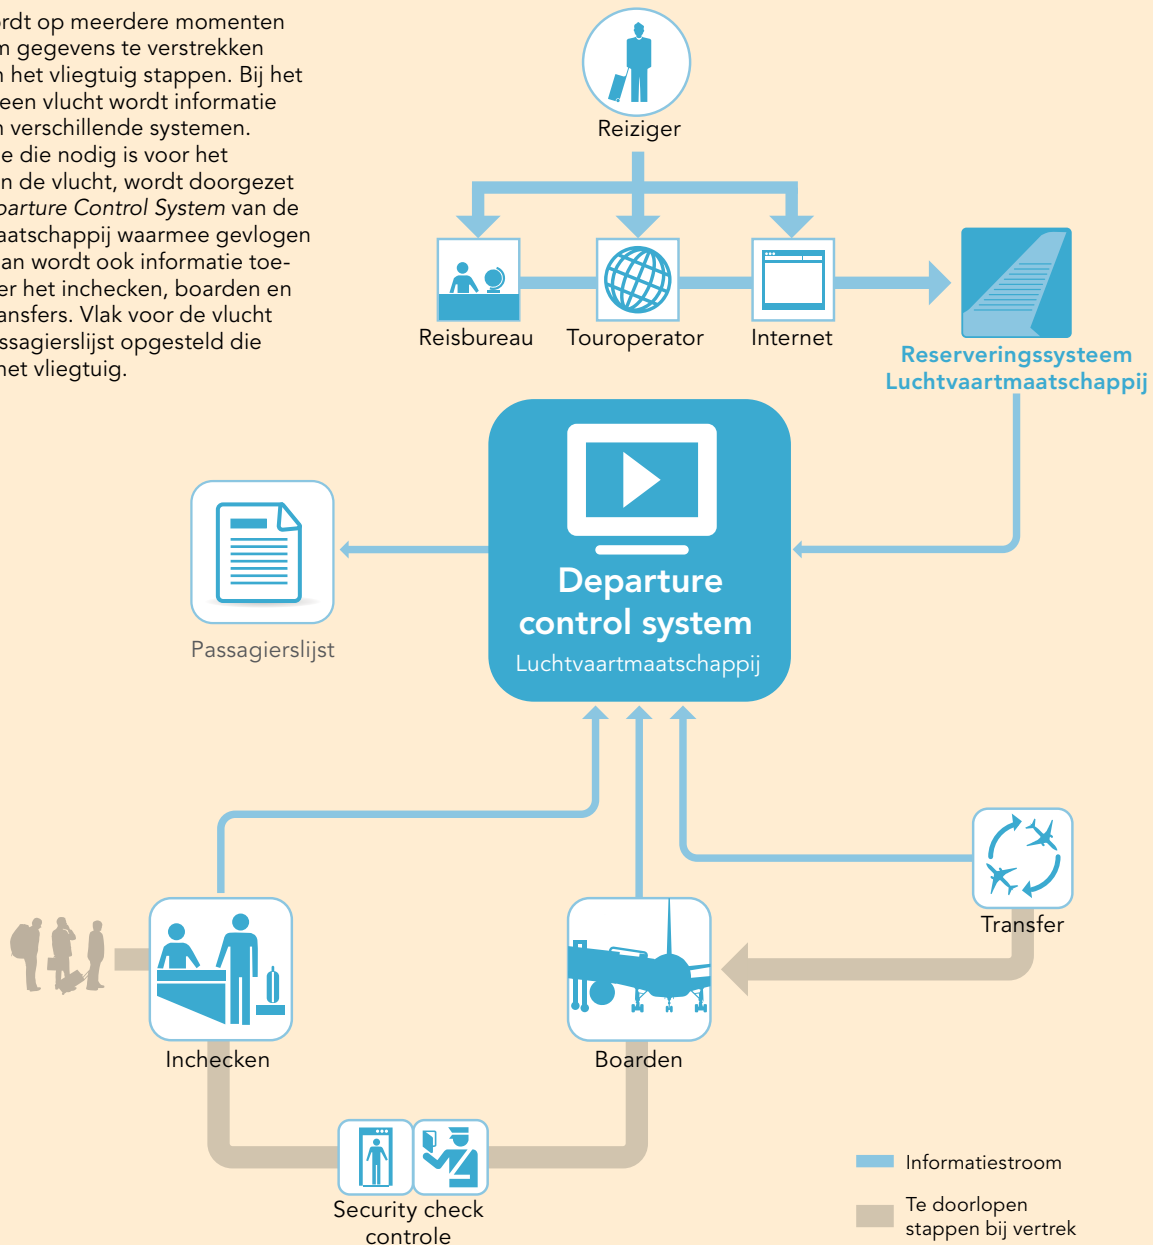 rdt op meerdere momenten
m gegevens te verstrekken
n het vliegtuig stappen. Bij het
een vlucht wordt informatie
n verschillende systemen.
e die nodig is voor het
n de vlucht, wordt doorgezet
parture Control System van de
aatschappij waarmee gevlogen
an wordt ook informatie toe-
er het inchecken, boarden en
ansfers. Vlak voor de vlucht
ssagierslijst opgesteld die
het vliegtuig.
Reiziger
Reisbureau
Touroperator
Internet
Reserveringssysteem
Luchtvaartmaatschappij
Departure
control system
Luchtvaartmaatschappij
Passagierslijst
Transfer
Inchecken
Boarden
Security check
controle
Informatiestroom
Te doorlopen
stappen bij vertrek